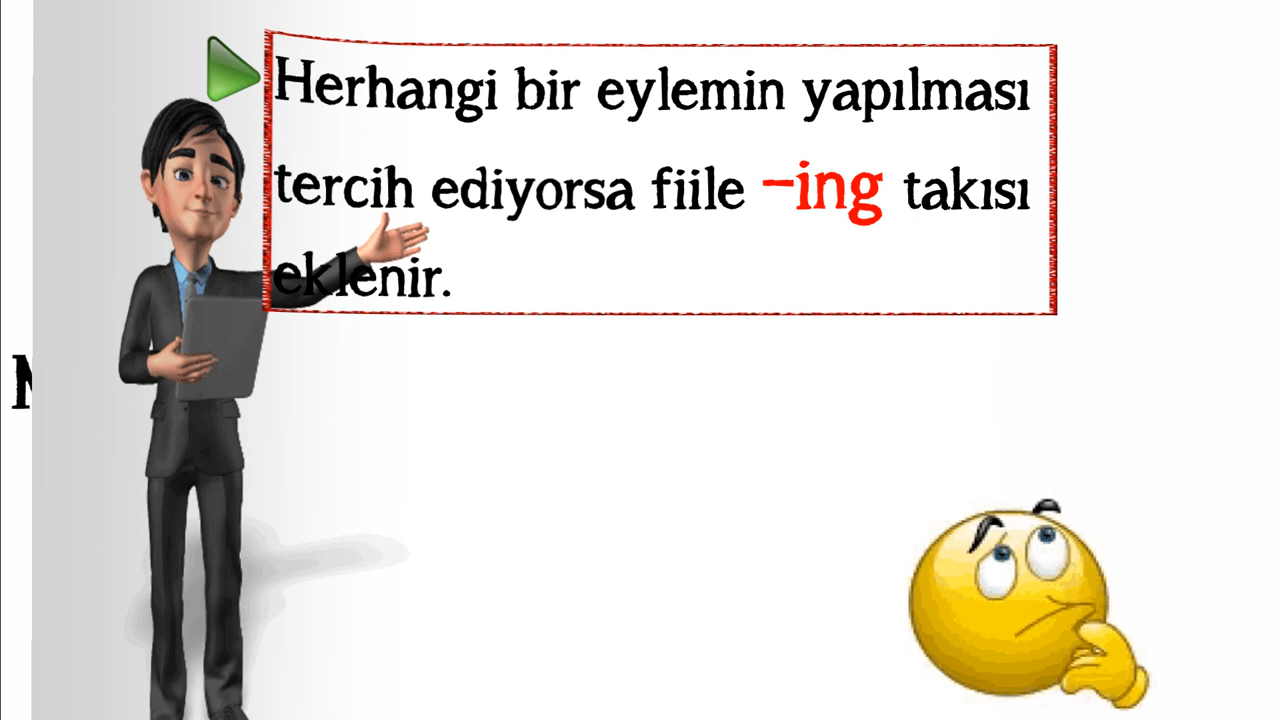 Herhangi bir eylemin yapılması
tercih ediyorsa fiile –ing takısı
eklenir.